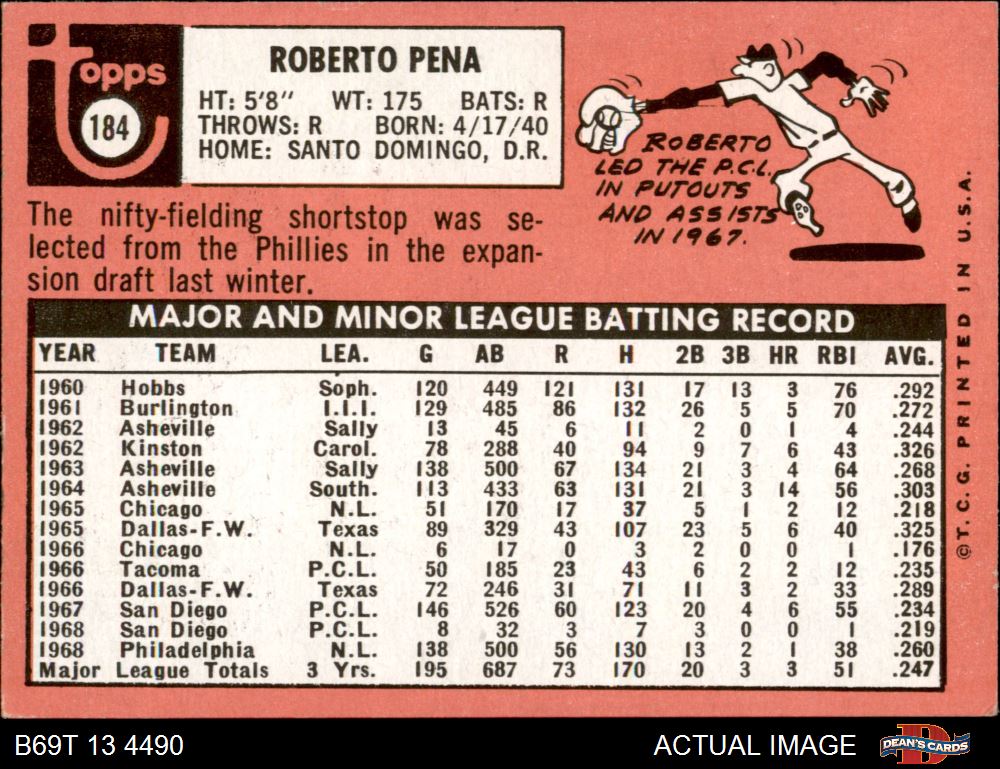 Topps
184
ROBERTO PENA
HT: 5'8" WT: 175 BATS: R
THROWS: R BORN: 4/17/40
HOME: SANTO DOMINGO, D.R.
ROBERTO
LED THE P.C.L.
IN PUTOUTS
AND ASSISTS
IN 1967.
The nifty-fielding shortstop was se-
lected from the Phillies in the expan-
sion draft last winter.
MAJOR AND MINOR LEAGUE BATTING RECORD
YEAR TEAM LEA. G AB R H 2B 3B HR RBI AVG.
1960 Hobbs Soph. 120 449 121 131 17 13 3 76 .292
1961 Burlington I.I.I. 129 485 86 132 26 5 5 70 .272
1962 Asheville Sally 13 45 6 11 2 0 1 4 .244
1962 Kinston Carol. 78 288 40 94 9 7 6 43 .326
1963 Asheville Sally 138 500 67 134 21 3 4 64 .268
1964 Asheville South. 113 433 63 131 21 3 14 56 .303
1965 Chicago N.L. 51 170 17 37 5 1 2 12 .218
1965 Dallas-F.W. Texas 89 329 43 107 23 5 6 40 .325
1966 Chicago N.L. 6 17 0 3 2 0 0 1 .176
1966 Tacoma P.C.L. 50 185 23 43 6 2 2 12 .235
1966 Dallas-F.W. Texas 72 246 31 71 11 3 2 33 .289
1967 San Diego P.C.L. 146 526 60 123 20 4 6 55 .234
1968 San Diego P.C.L. 8 32 3 7 3 0 0 1 .219
1968 Philadelphia N.L. 138 500 56 130 13 2 1 38 .260
Major League Totals 3 Yrs. 195 687 73 170 20 3 3 51 .247
© T.C.G. PRINTED IN U.S.A.
B69T 13 4490
ACTUAL IMAGE
DEAN'S CARDS